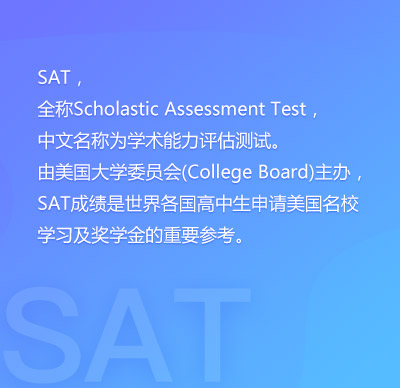 SAT，
全称Scholastic Assessment Test，
中文名称为学术能力评估测试。
由美国大学委员会(College Board)主办，
SAT成绩是世界各国高中生申请美国名校
学习及奖学金的重要参考。
SAT